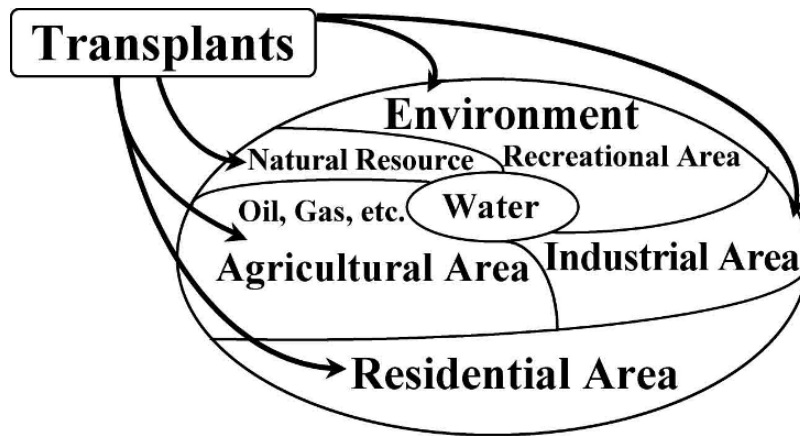 Transplants
Environment
Natural Resource
Recreational Area
Oil, Gas, etc.
Water
Agricultural Area
Industrial Area
Residential Area